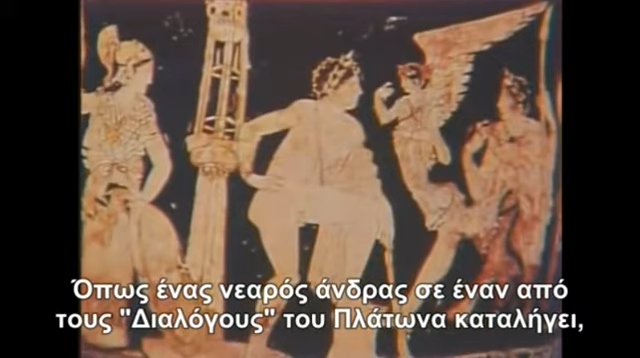 Όπως ένας νεαρός άνδρας σε έναν από
τους "Διαλόγους" του Πλάτωνα καταλήγει,